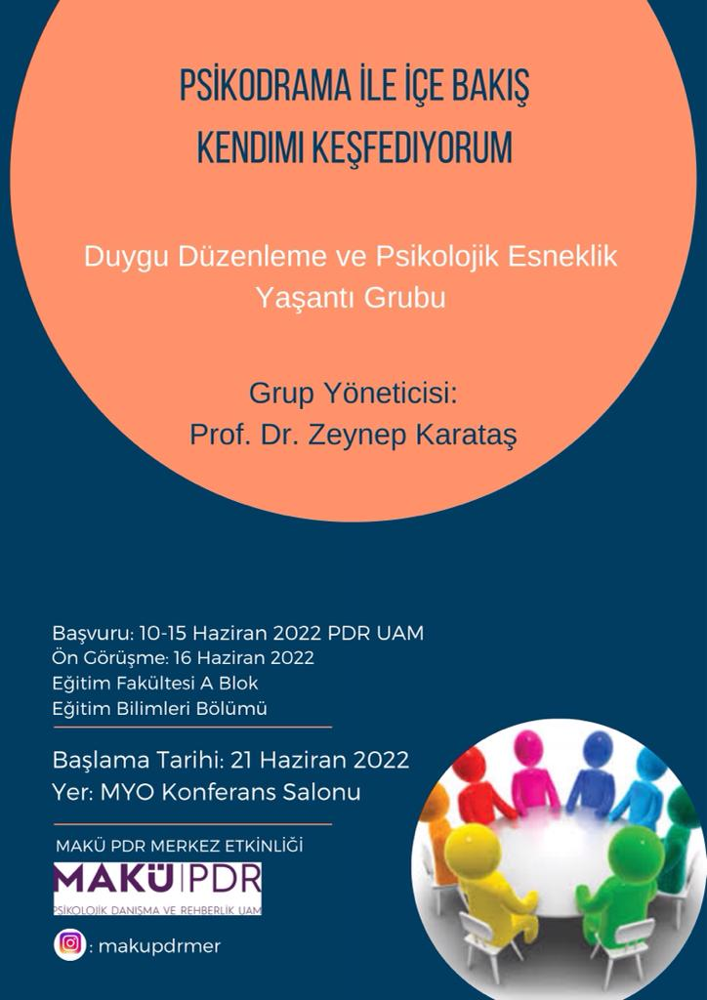 PSİKODRAMA İLE İÇE BAKIŞ
KENDIMI KEŞFEDIYORUM
Duygu Düzenleme ve Psikolojik Esneklik
Yaşantı Grubu
Grup Yöneticisi:
Prof. Dr. Zeynep Karataş
Başvuru: 10-15 Haziran 2022 PDR UAM
Ön Görüşme: 16 Haziran 2022
Eğitim Fakültesi A Blok
Eğitim Bilimleri Bölümü
Başlama Tarihi: 21 Haziran 2022
Yer: MYO Konferans Salonu
MAKÜ PDR MERKEZ ETKİNLİĞİ
MAKÜ|PDR
PSİKOLOJİK DANIŞMA VE REHBERLİK UAM
: makupdrmer